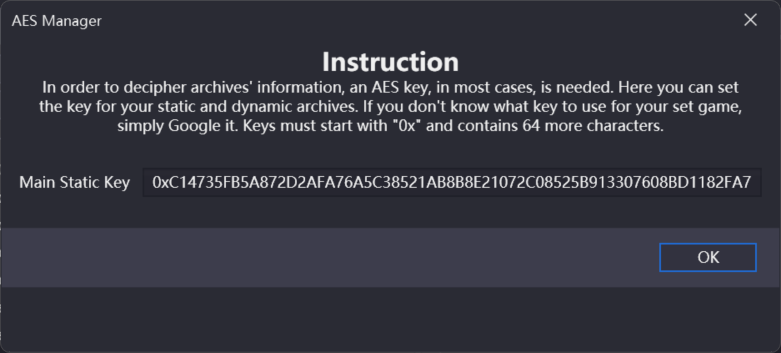 AES Manager
Instruction
In order to decipher archives' information, an AES key, in most cases, is needed. Here you can set
the key for your static and dynamic archives. If you don't know what key to use for your set game,
simply Google it. Keys must start with "0x" and contains 64 more characters.
Main Static Key 0xC14735FB5A872D2AFA76A5C38521AB8B8E21072C08525B913307608BD1182FA7
OK